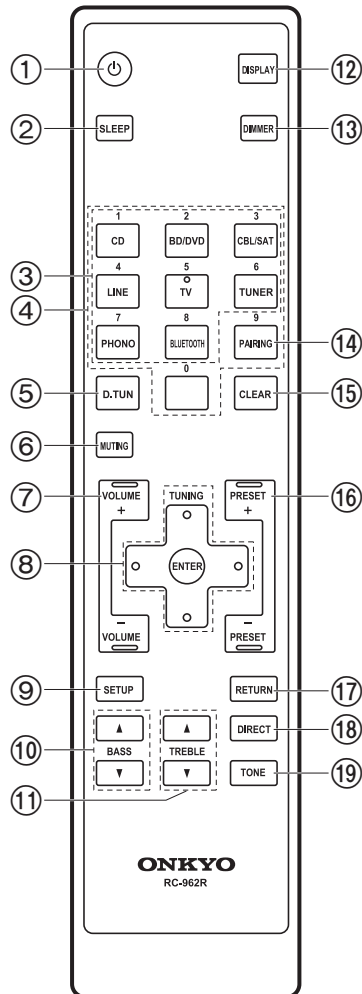 ① ⑫ DISPLAY
② SLEEP DIMMER ⑬
1 2 3
CD BD/DVD CBL/SAT
③
④
4 5 6
LINE TV TUNER
7 8 9
PHONO BLUETOOTH PAIRING ⑭
0
⑤ D.TUN CLEAR ⑮
⑥ MUTING
⑦ VOLUME TUNING PRESET ⑯
+ +
⑧ ENTER
− −
VOLUME PRESET
⑨ SETUP RETURN ⑰
▲ ▲ DIRECT ⑱
⑩ BASS TREBLE
▼ ▼ TONE ⑲
⑪
ONKYO
RC-962R